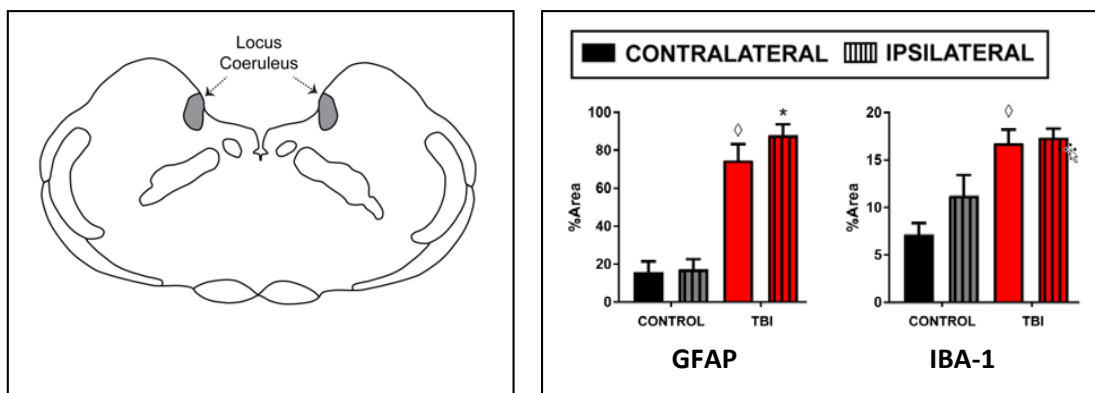 Locus
Coeruleus
CONTRALATERAL IPSILATERAL
100
80
60
40
20
0
%Area
◊
*
CONTROL TBI
GFAP
20
15
10
5
0
%Area
◊
*
CONTROL TBI
IBA-1